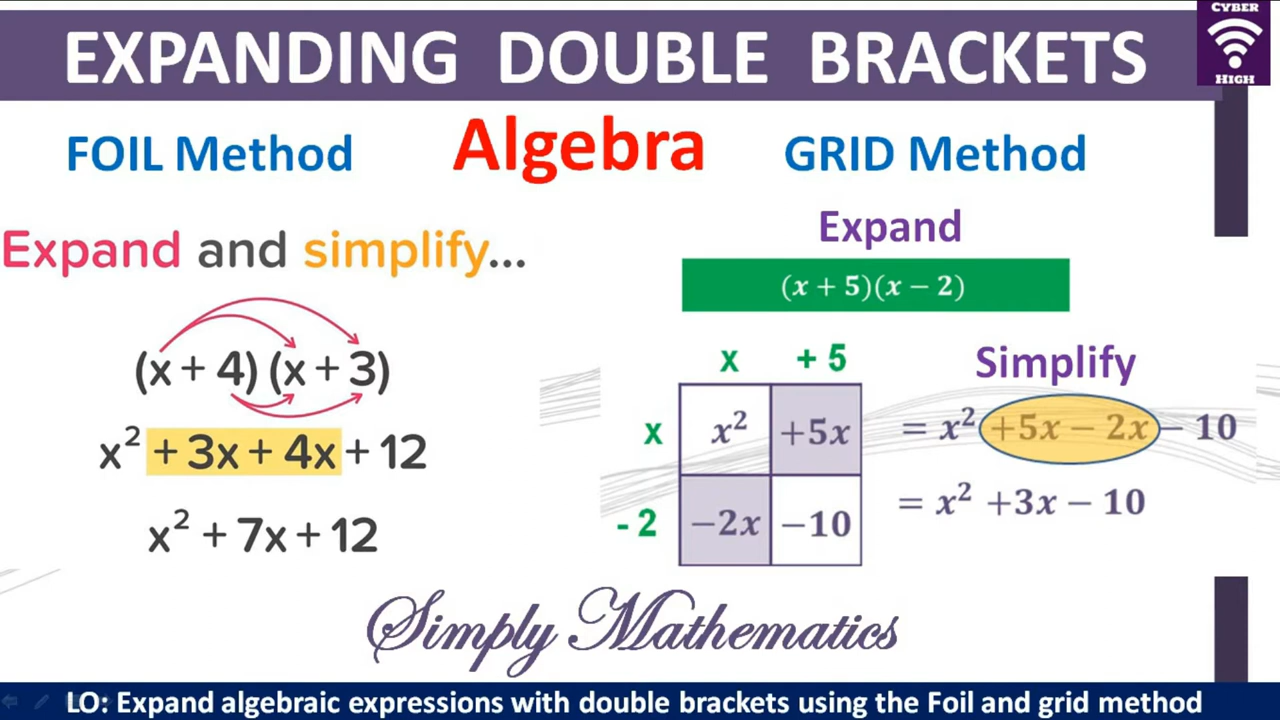 CYBER
HIGH
EXPANDING DOUBLE BRACKETS
Algebra
FOIL Method
Expand and simplify...
(x + 4) (x + 3)
x² + 3x + 4x + 12
x² + 7x + 12
GRID Method
Expand
(x + 5)(x − 2)
x + 5
x x² +5x
- 2 −2x −10
Simplify
= x² +5x − 2x − 10
= x² +3x − 10
Simply Mathematics
LO: Expand algebraic expressions with double brackets using the Foil and grid method